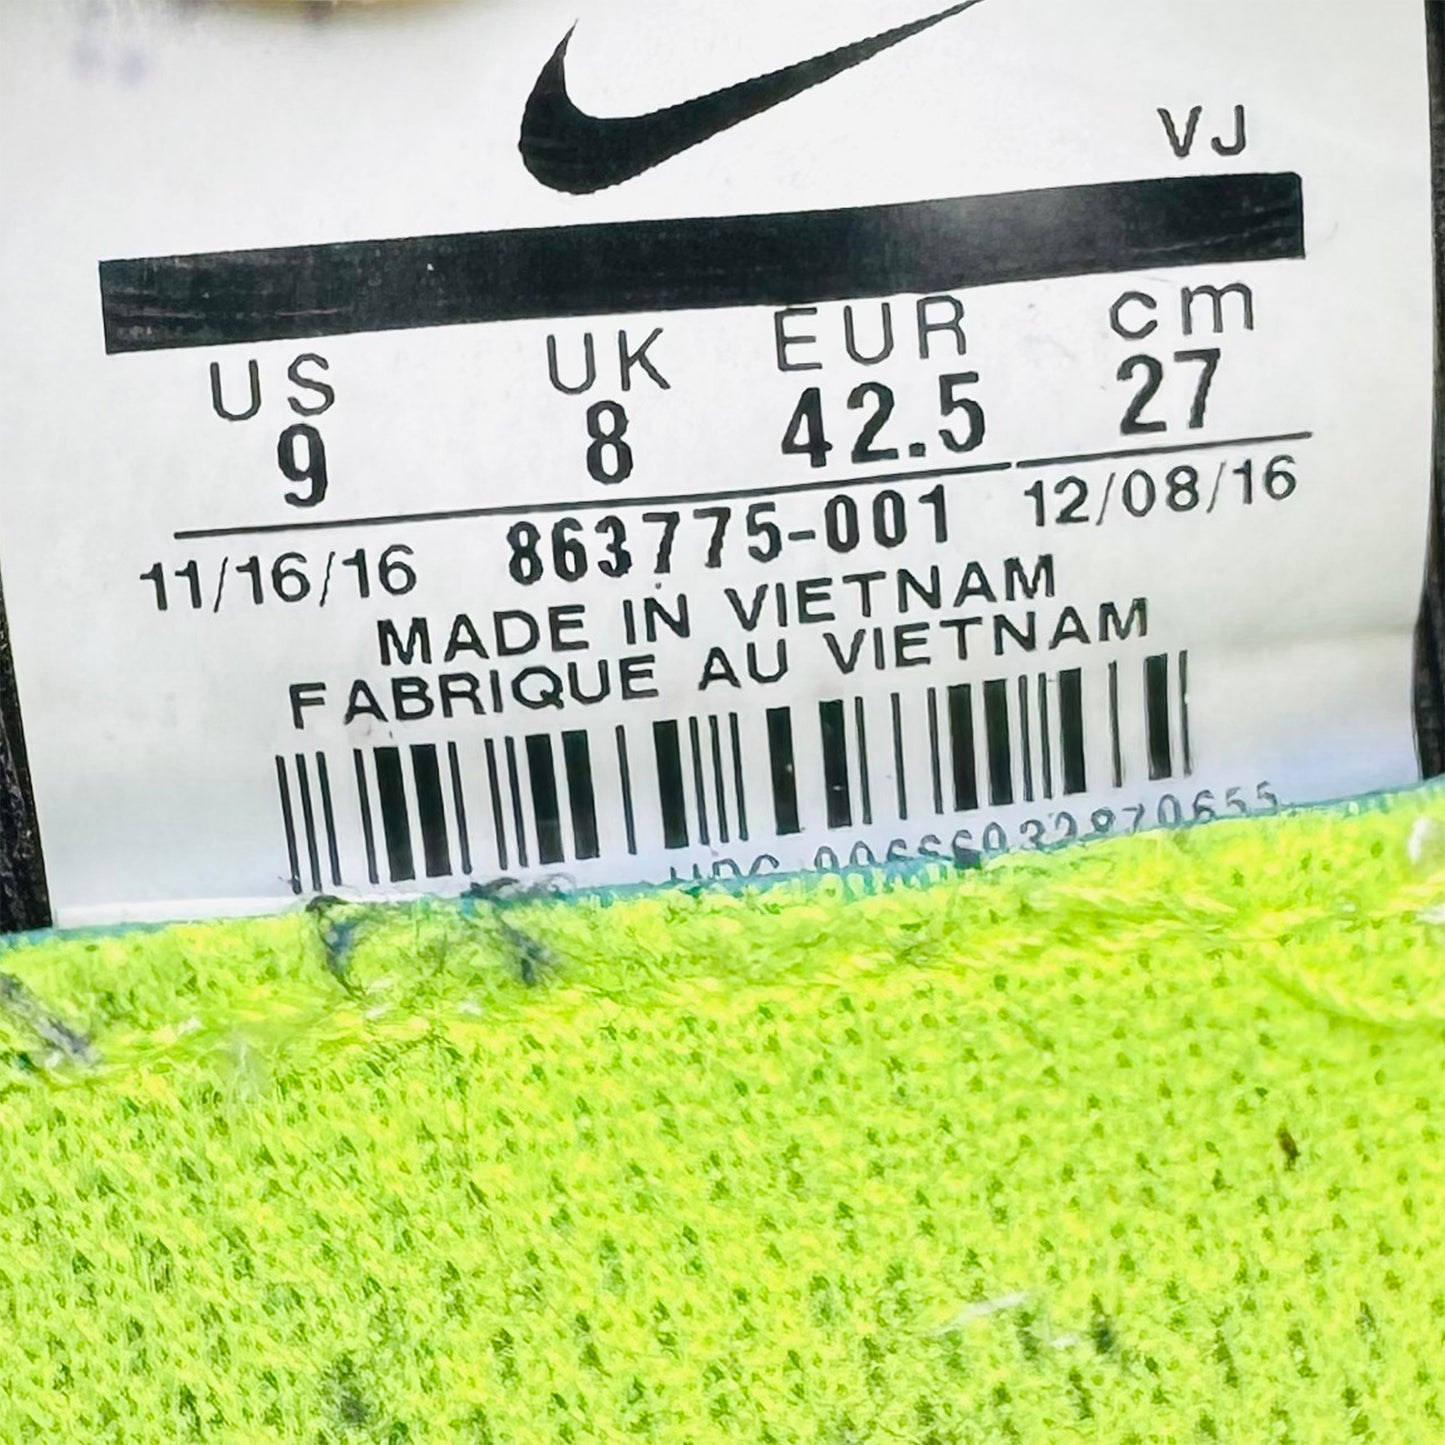 VJ
US UK EUR cm
9 8 42.5 27
11/16/16 863775-001 12/08/16
MADE IN VIETNAM
FABRIQUE AU VIETNAM